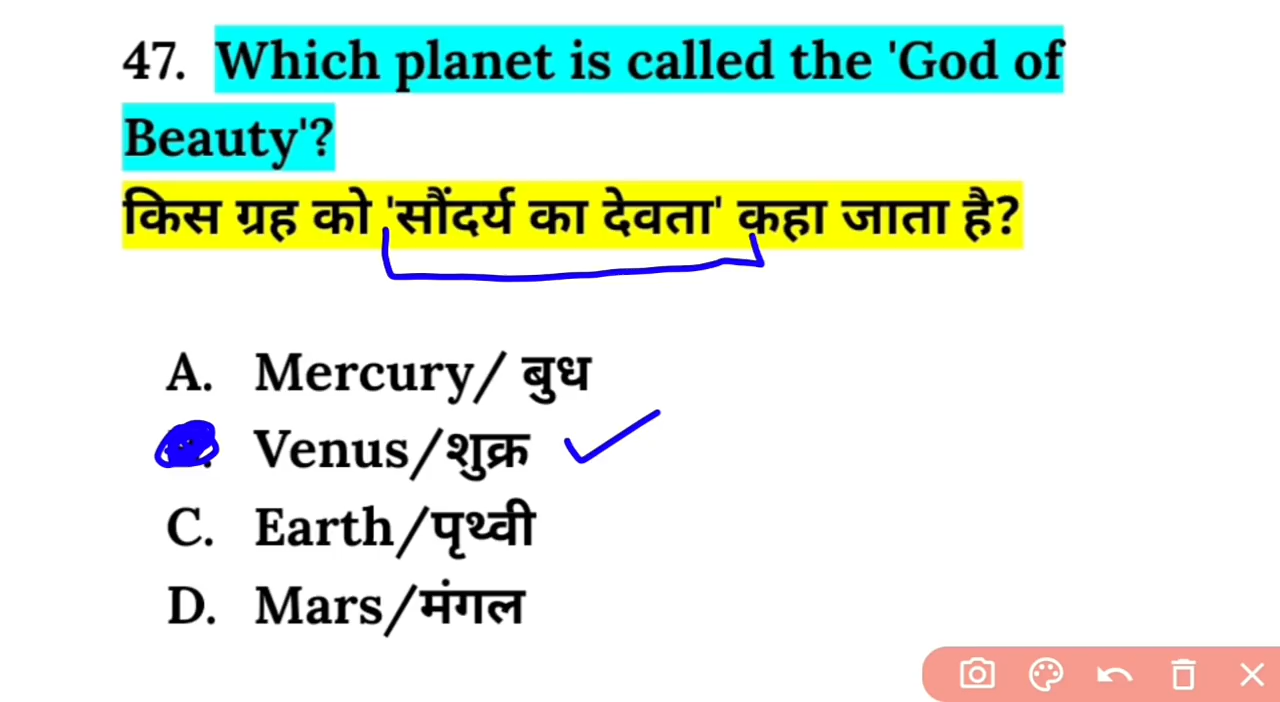 47. Which planet is called the 'God of
Beauty'?
किस ग्रह को 'सौंदर्य का देवता' कहा जाता है?
A. Mercury/ बुध
Venus/शुक्र
C. Earth/पृथ्वी
D. Mars/मंगल